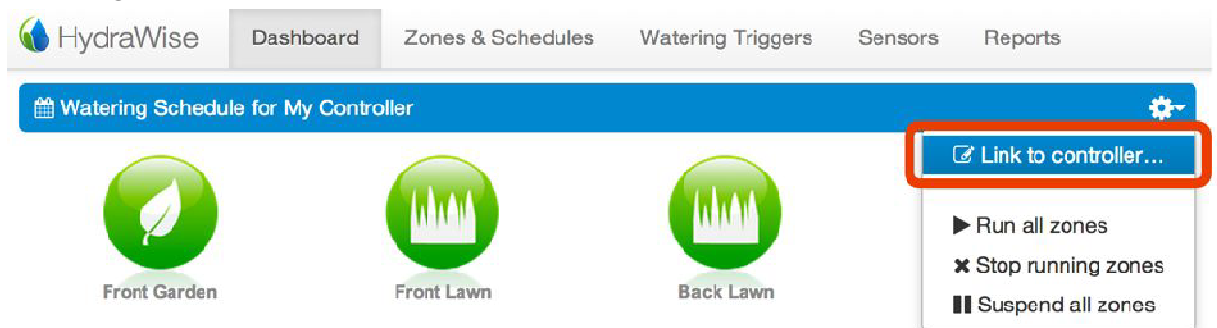 HydraWise Dashboard Zones & Schedules Watering Triggers Sensors Reports
Watering Schedule for My Controller
Link to controller...
Run all zones
Stop running zones
Suspend all zones
Front Garden Front Lawn Back Lawn